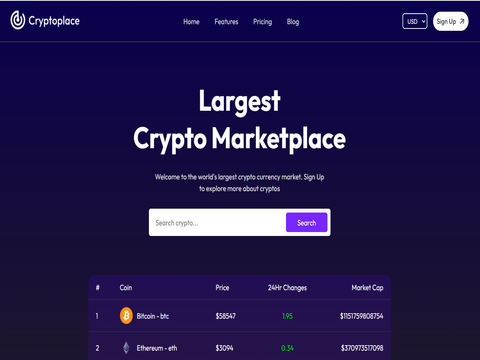 Cryptoplace
Home Features Pricing Blog
USD
Sign Up
Largest
Crypto Marketplace
Welcome to the world's largest crypto currency market. Sign Up
to explore more about cryptos
Search crypto... Search
# Coin Price 24Hr Changes Market Cap
1 Bitcoin - btc $58547 1.95 $1151759808754
2 Ethereum - eth $3094 0.34 $370973517098